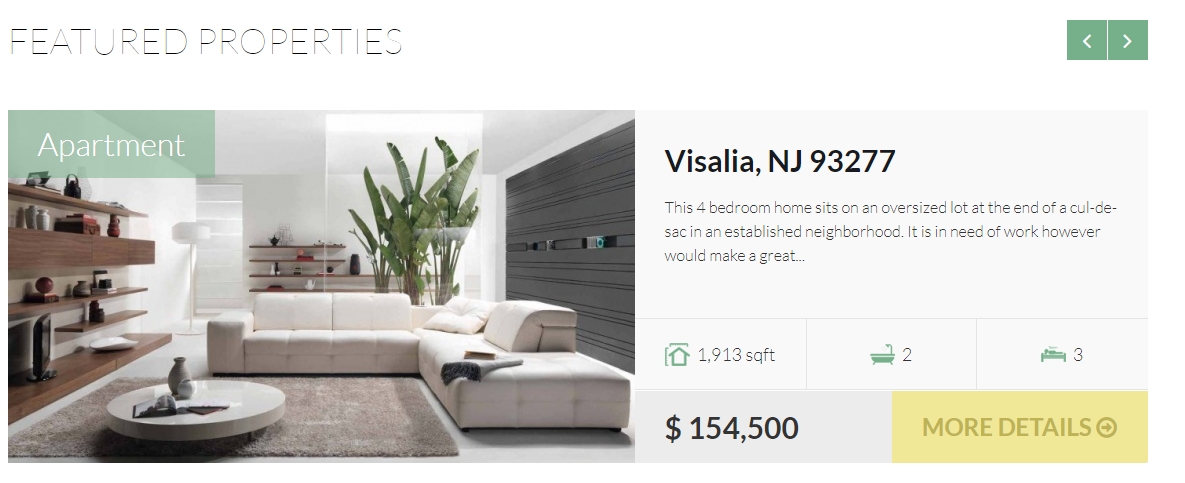 FEATURED PROPERTIES
Apartment
Visalia, NJ 93277
This 4 bedroom home sits on an oversized lot at the end of a cul-de-
sac in an established neighborhood. It is in need of work however
would make a great...
1,913 sqft
2
3
$ 154,500
MORE DETAILS